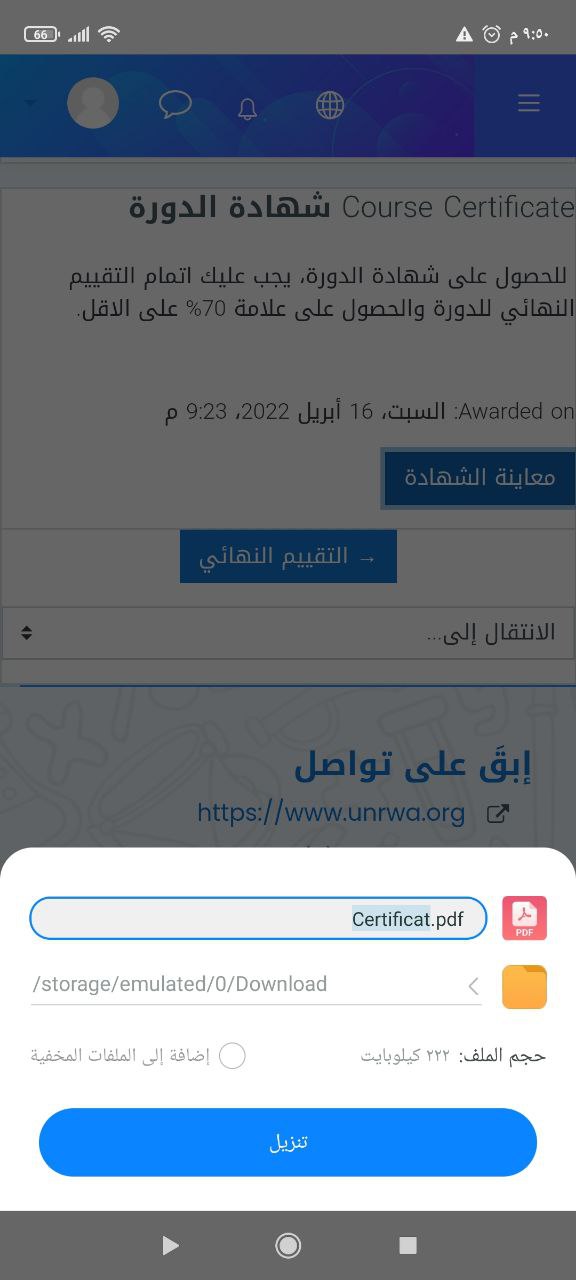 ٩:٥٠ م
66
Course Certificate شهادة الدورة
للحصول على شهادة الدورة، يجب عليك اتمام التقييم
النهائي للدورة والحصول على علامة 70% على الاقل.
Awarded on: السبت، 16 أبريل 2022، 9:23 م
معاينة الشهادة
→ التقييم النهائي
الانتقال إلى...
إبقَ على تواصل
https://www.unrwa.org
Certificat.pdf
PDF
/storage/emulated/0/Download
حجم الملف: ٢٢٢ كيلوبايت
إضافة إلى الملفات المخفية
تنزيل